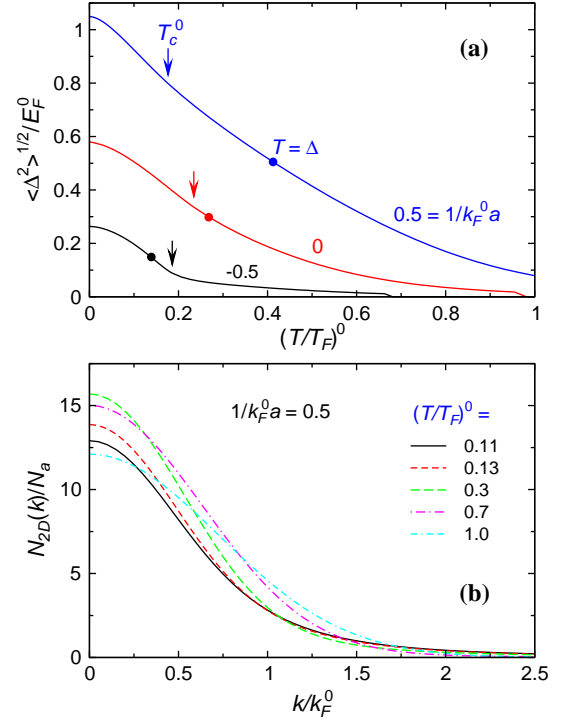 1
0.8
0.6
0.4
0.2
0
<Δ²>^1/2/E_F^0
T_c^0
(a)
T = Δ
0.5 = 1/k_F^0 a
0
-0.5
0 0.2 0.4 0.6 0.8 1
(T/T_F)^0
15
10
5
0
N_2D(k)/N_a
1/k_F^0 a = 0.5
(T/T_F)^0 =
0.11
0.13
0.3
0.7
1.0
(b)
0 0.5 1 1.5 2 2.5
k/k_F^0